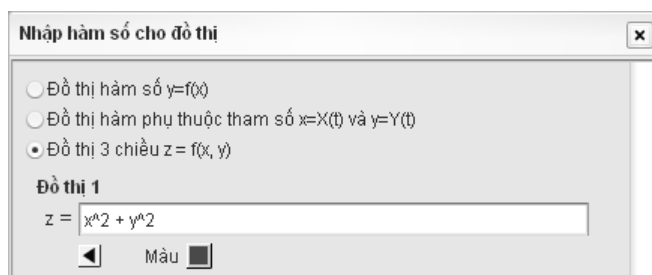 Nhập hàm số cho đồ thị
Đồ thị hàm số y=f(x)
Đồ thị hàm phụ thuộc tham số x=X(t) và y=Y(t)
Đồ thị 3 chiều z = f(x, y)
Đồ thị 1
z = x^2 + y^2
Màu